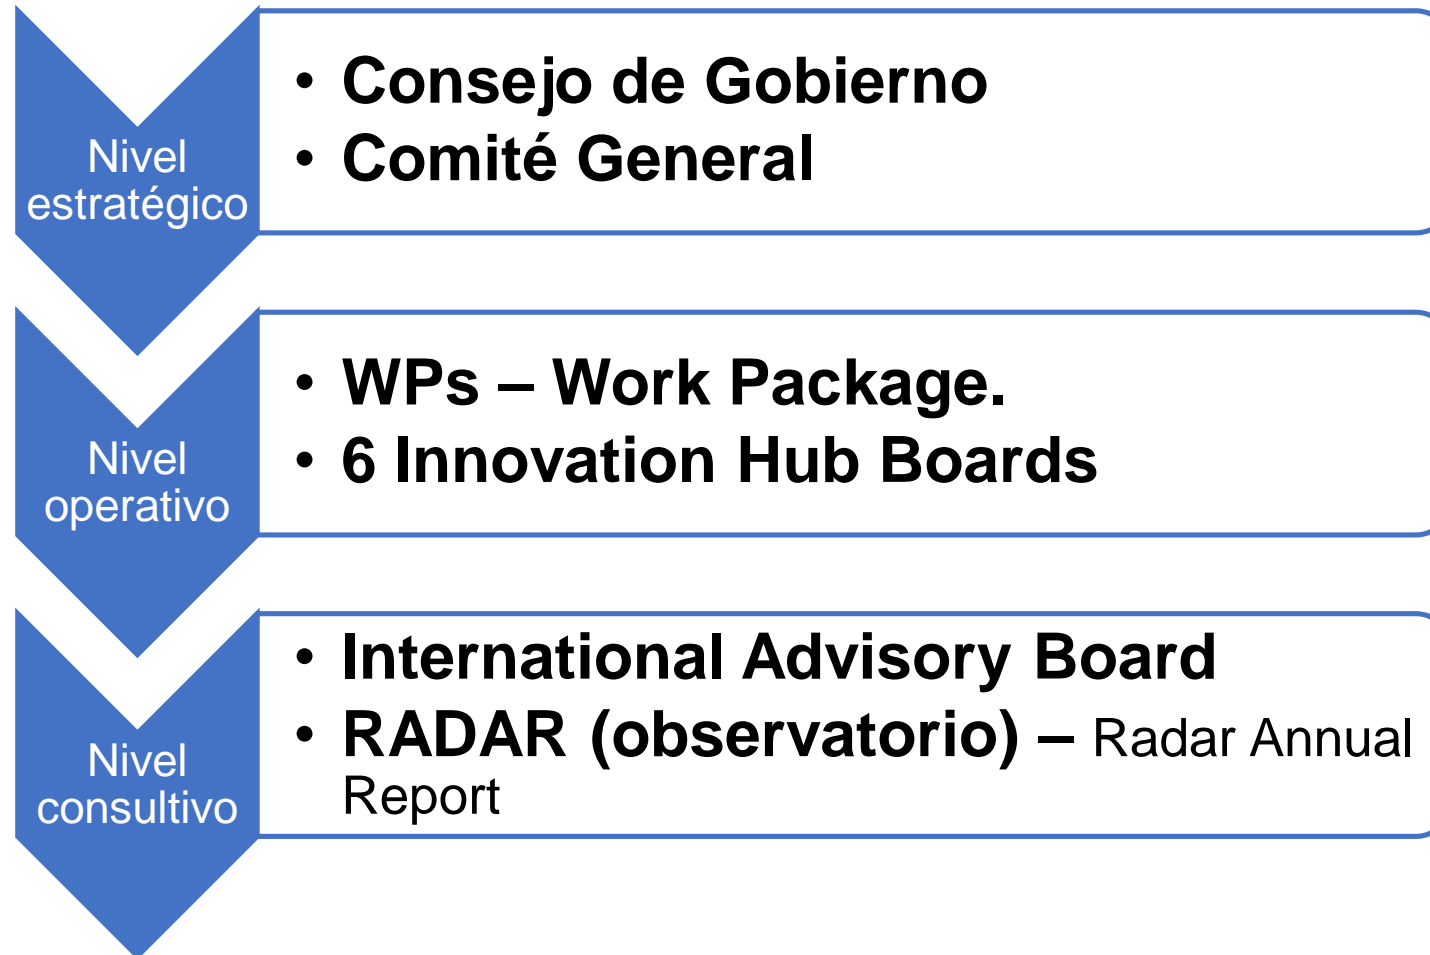 Nivel
estratégico
• Consejo de Gobierno
• Comité General
Nivel
operativo
• WPs – Work Package.
• 6 Innovation Hub Boards
Nivel
consultivo
• International Advisory Board
• RADAR (observatorio) – Radar Annual
Report